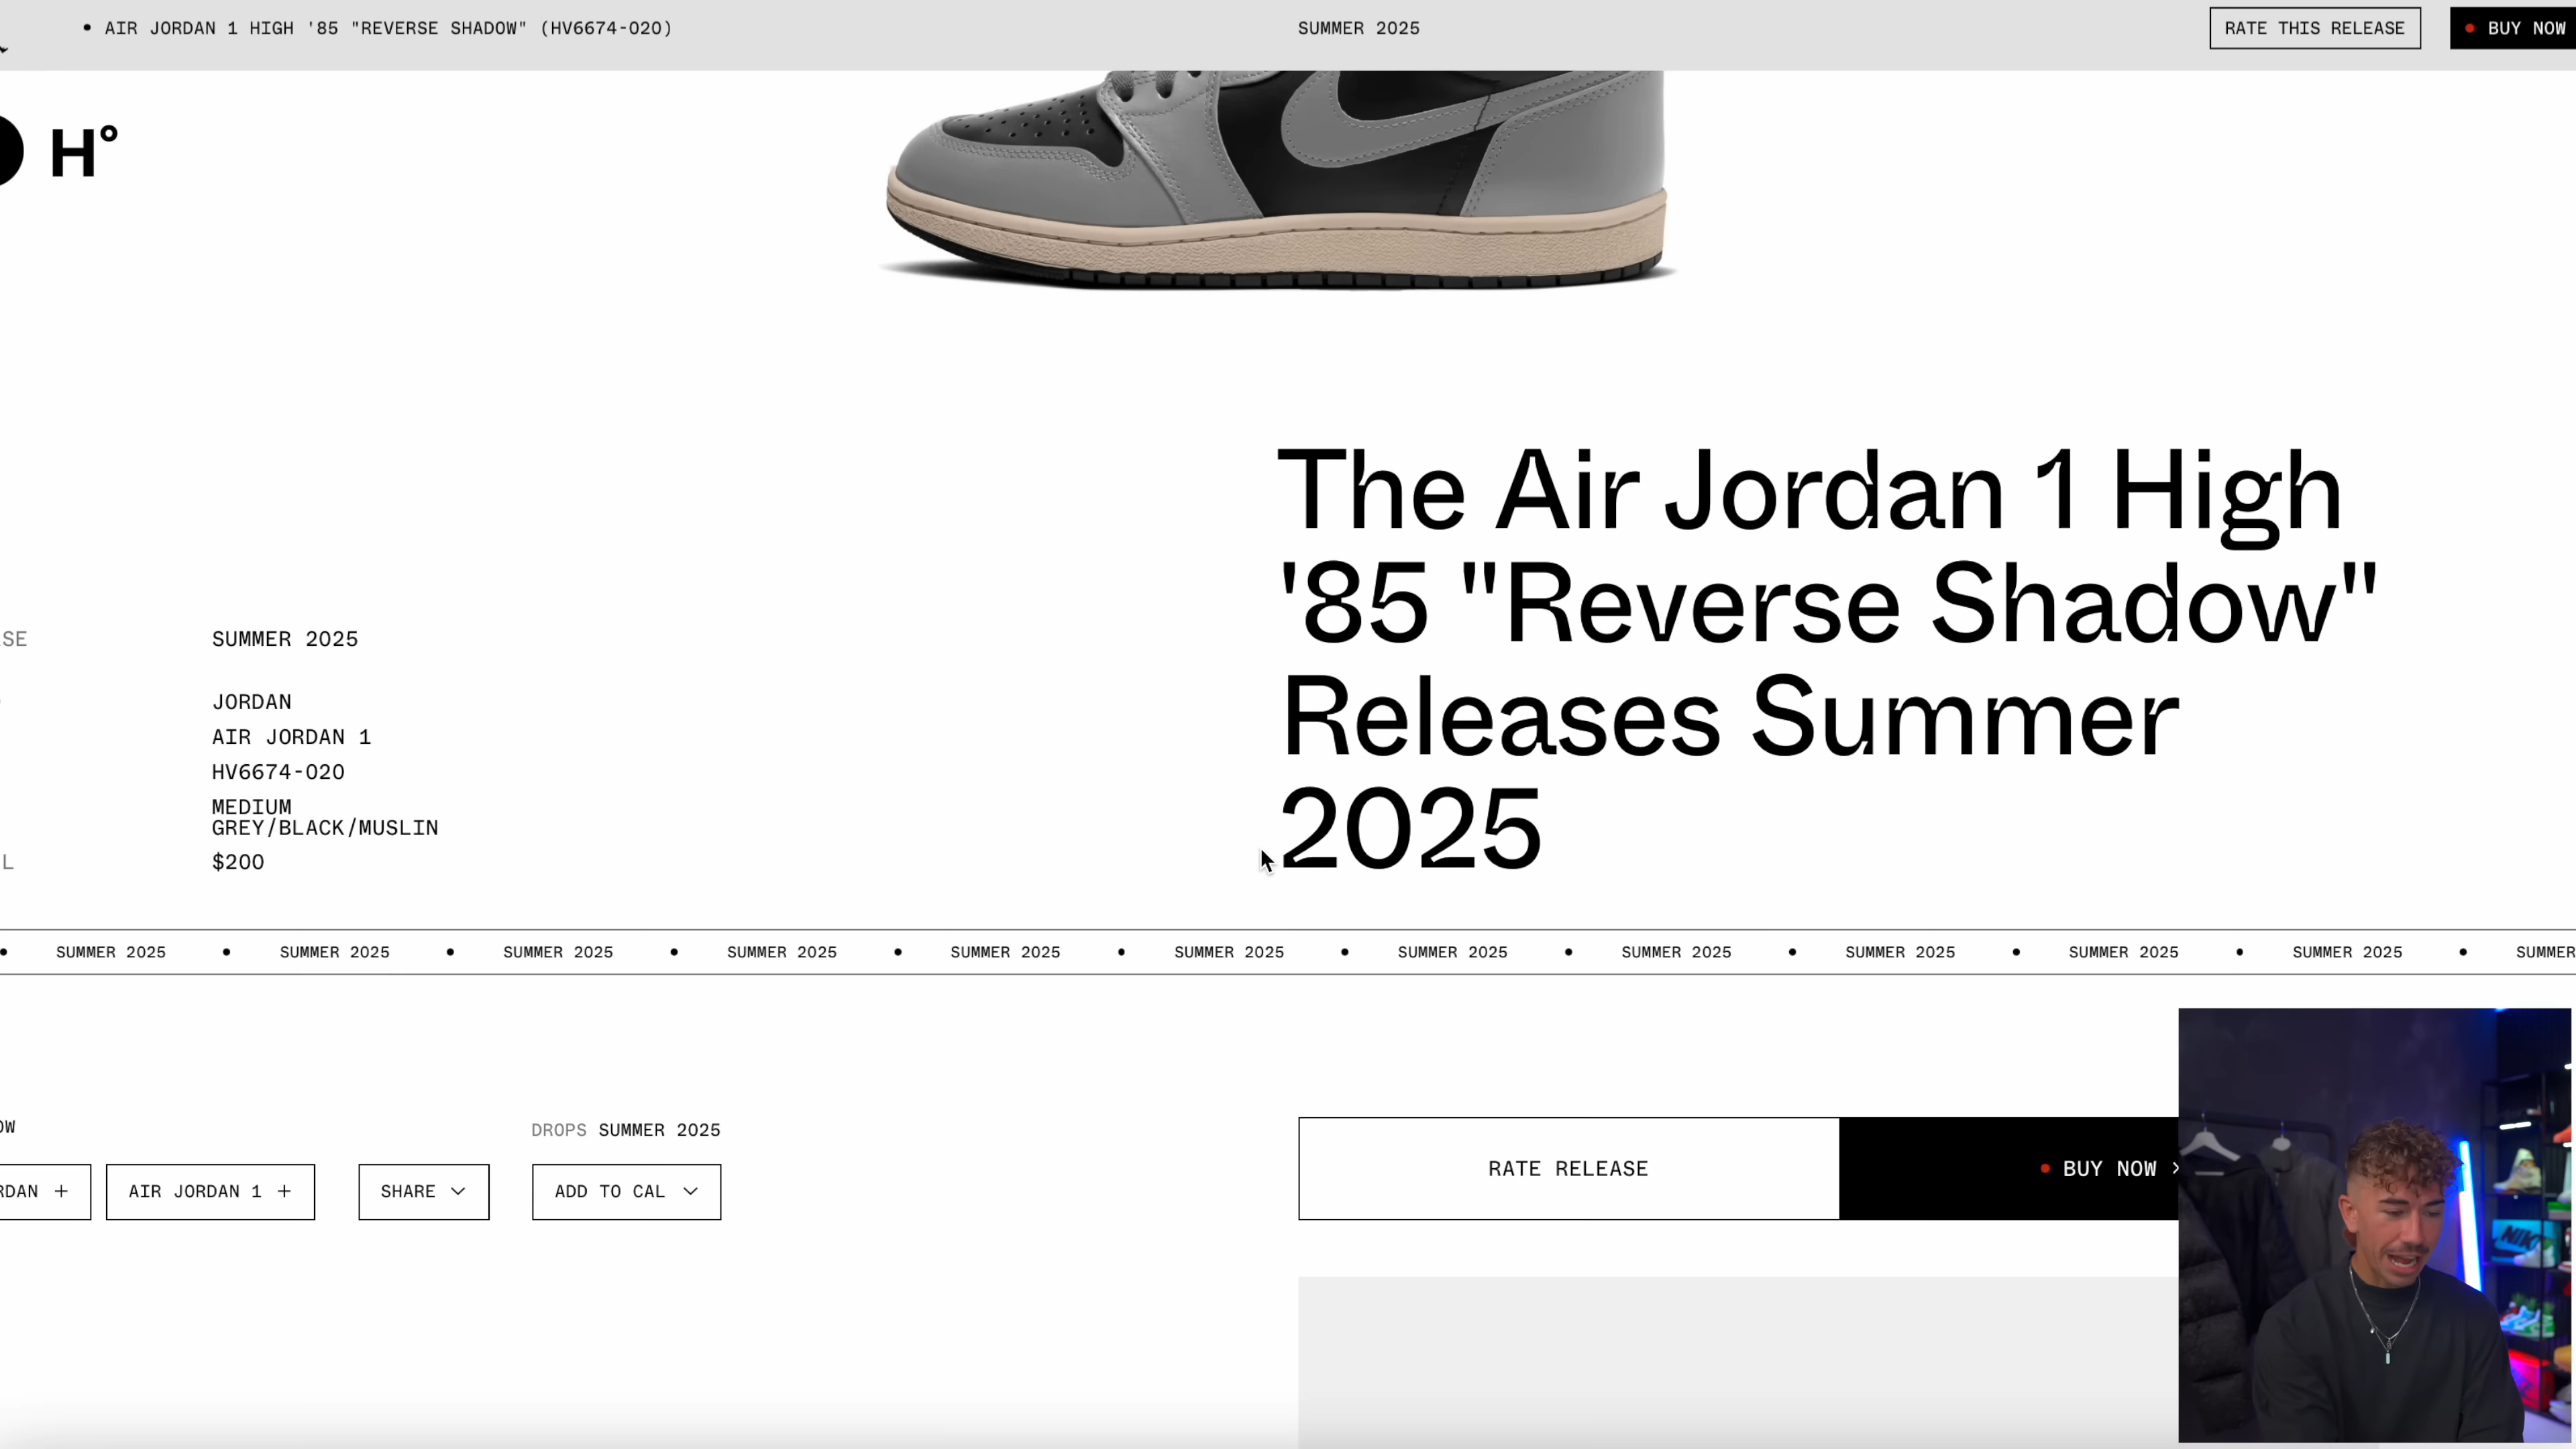 AIR JORDAN 1 HIGH '85 "REVERSE SHADOW" (HV6674-020)
SUMMER 2025
RATE THIS RELEASE
BUY NOW
H°
The Air Jordan 1 High
'85 "Reverse Shadow"
Releases Summer
2025
SE SUMMER 2025
JORDAN
AIR JORDAN 1
HV6674-020
MEDIUM
GREY/BLACK/MUSLIN
L $200
• SUMMER 2025 • SUMMER 2025 • SUMMER 2025 • SUMMER 2025 • SUMMER 2025 • SUMMER 2025 • SUMMER 2025 • SUMMER 2025 • SUMMER 2025 • SUMMER 2025 • SUMMER 2025 • SUMMER
OW
DROPS SUMMER 2025
RDAN +
AIR JORDAN 1 +
SHARE
ADD TO CAL
RATE RELEASE
BUY NOW
NIKE